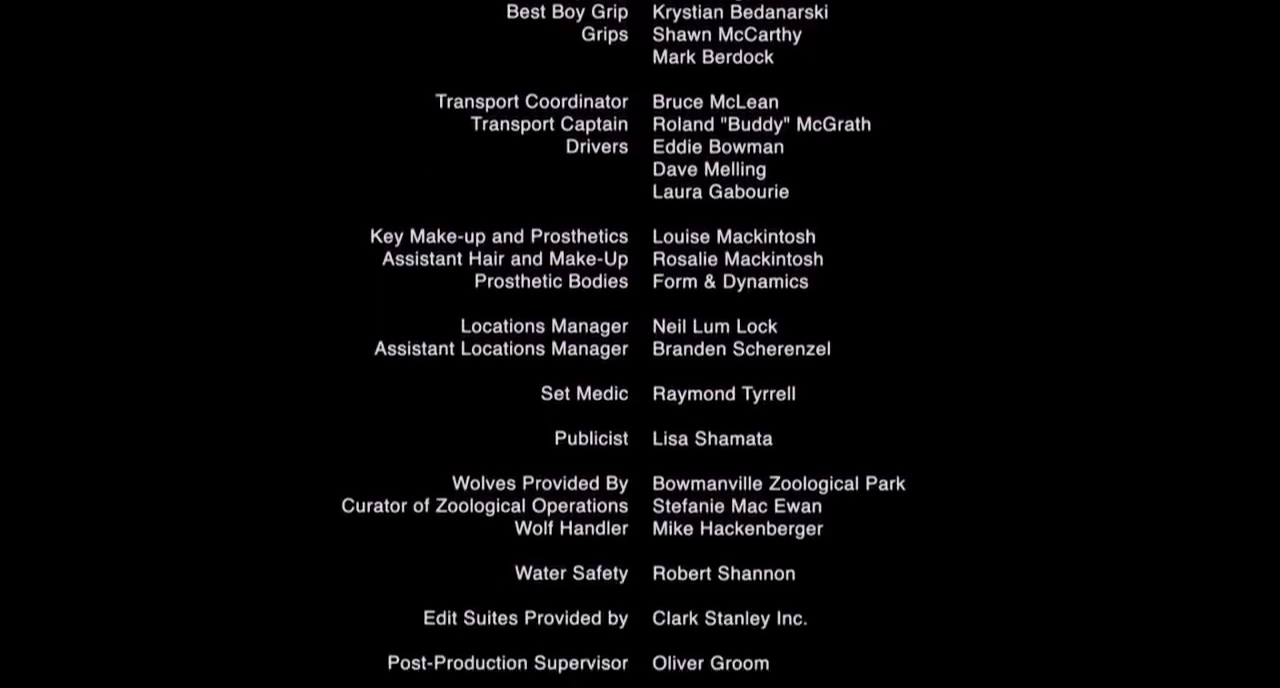 Best Boy Grip Krystian Bedanarski
Grips Shawn McCarthy
Mark Berdock
Transport Coordinator Bruce McLean
Transport Captain Roland "Buddy" McGrath
Drivers Eddie Bowman
Dave Melling
Laura Gabourie
Key Make-up and Prosthetics Louise Mackintosh
Assistant Hair and Make-Up Rosalie Mackintosh
Prosthetic Bodies Form & Dynamics
Locations Manager Neil Lum Lock
Assistant Locations Manager Branden Scherenzel
Set Medic Raymond Tyrrell
Publicist Lisa Shamata
Wolves Provided By Bowmanville Zoological Park
Curator of Zoological Operations Stefanie Mac Ewan
Wolf Handler Mike Hackenberger
Water Safety Robert Shannon
Edit Suites Provided by Clark Stanley Inc.
Post-Production Supervisor Oliver Groom